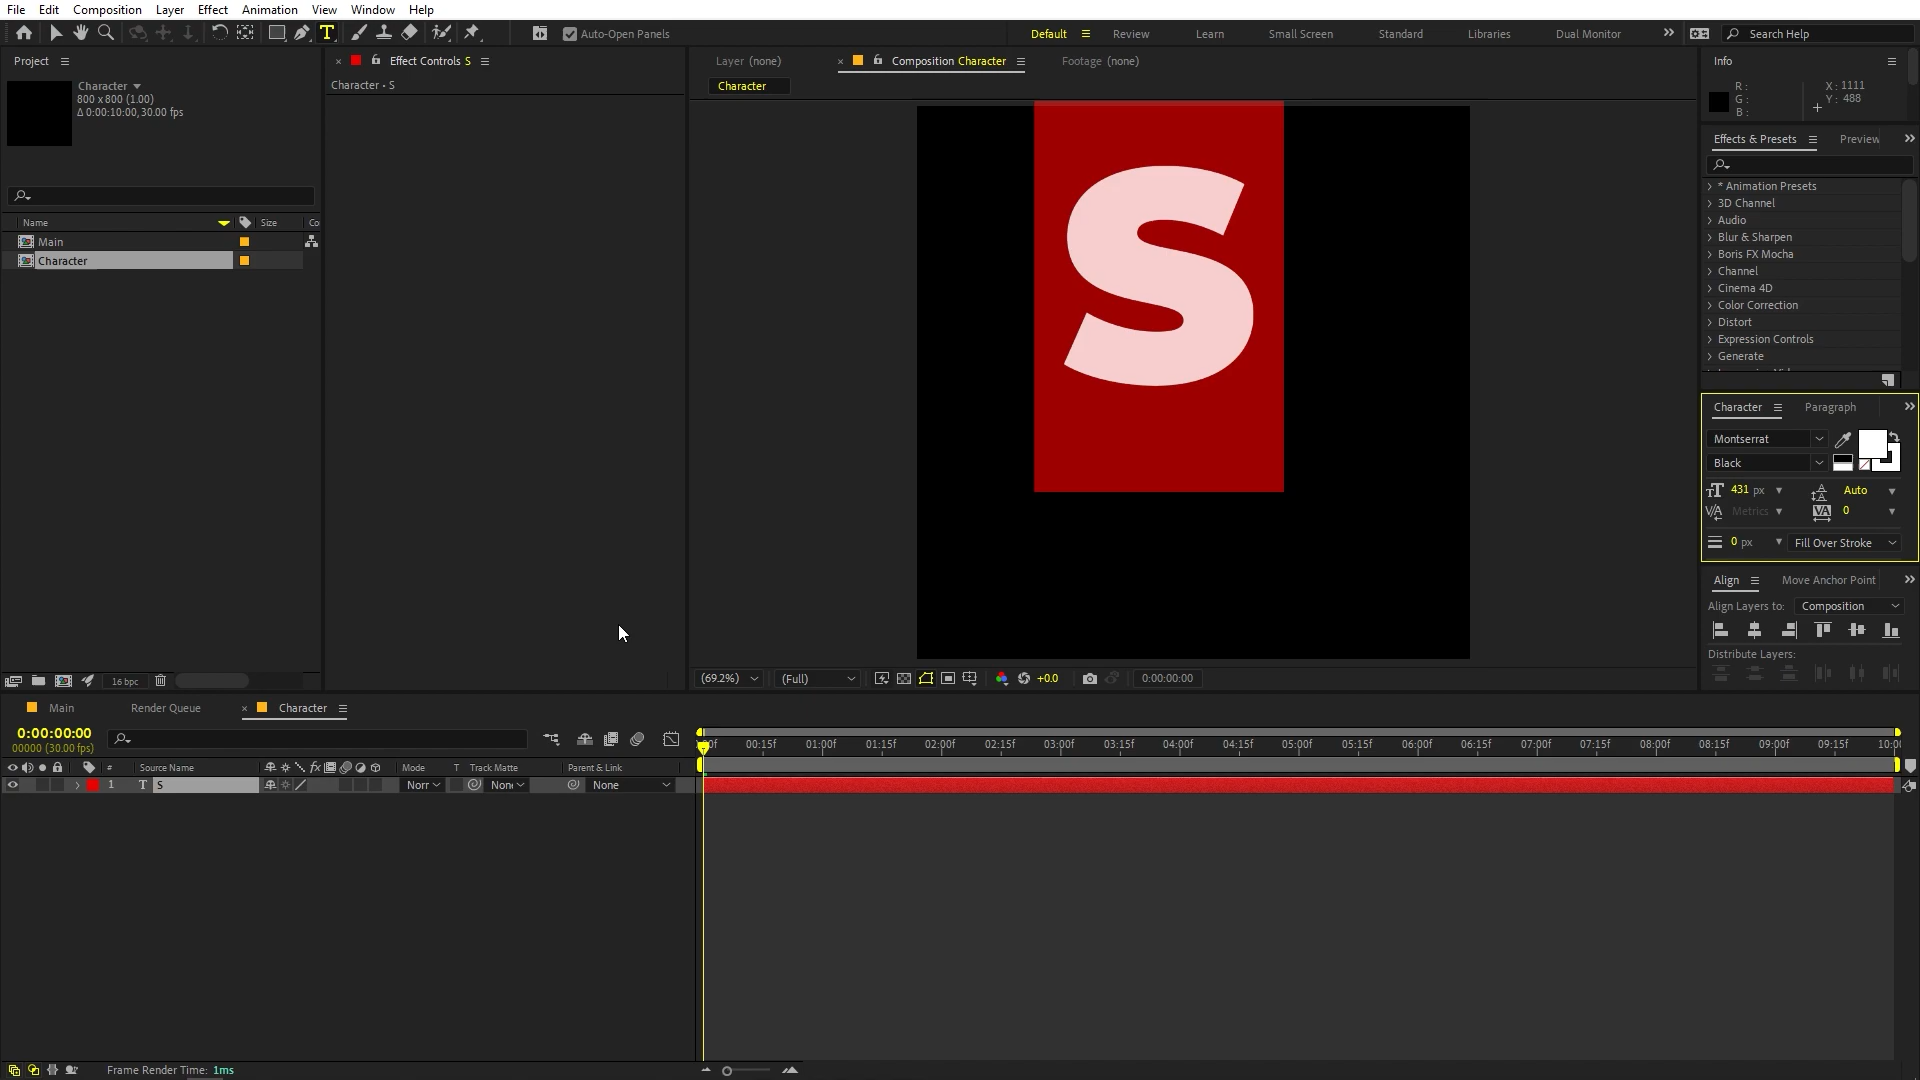 File Edit Composition Layer Effect Animation View Window Help
Auto-Open Panels Default Review Learn Small Screen Standard Libraries Dual Monitor Search Help
Project
Character
800 x 800 (1.00)
Δ 0:00:10:00, 30.00 fps
Name Size Co
Main
Character
16 bpc
Effect Controls S
Character • S
Layer (none) Composition Character Footage (none)
Character
S
(69.2%) (Full) +0.0 0:00:00:00
Info
R :
G :
B :
X : 1111
Y : 488
Effects & Presets Preview
* Animation Presets
3D Channel
Audio
Blur & Sharpen
Boris FX Mocha
Channel
Cinema 4D
Color Correction
Distort
Expression Controls
Generate
Character Paragraph
Montserrat
Black
431 px Auto
Metrics 0
0 px Fill Over Stroke
Align Move Anchor Point
Align Layers to: Composition
Distribute Layers:
Main Render Queue Character
0:00:00:00
00000 (30.00 fps)
# Source Name Mode T Track Matte Parent & Link
1 T S Norr None
00:15f 01:00f 01:15f 02:00f 02:15f 03:00f 03:15f 04:00f 04:15f 05:00f 05:15f 06:00f 06:15f 07:00f 07:15f 08:00f 08:15f 09:00f 09:15f 10:0
Frame Render Time: 1ms